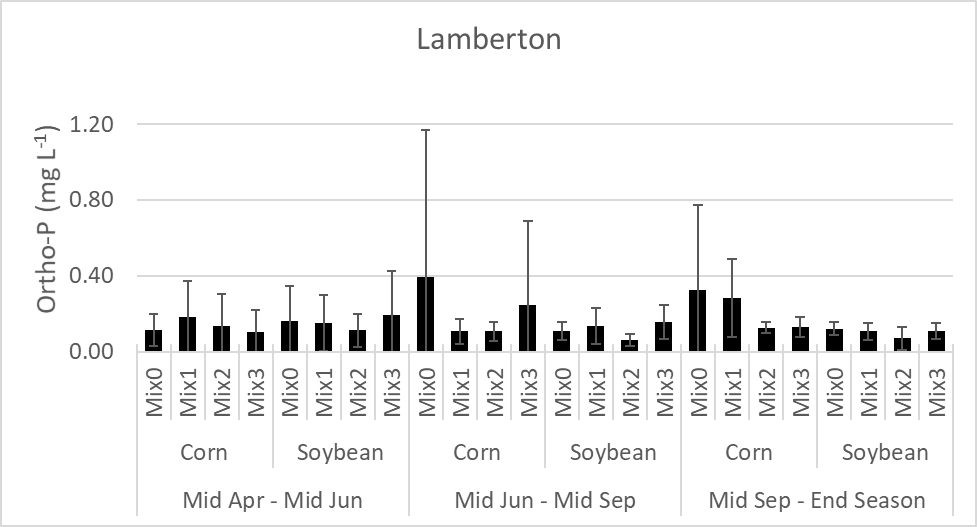 Lamberton
Ortho-P (mg L-1)
1.20
0.80
0.40
0.00
Mix0 Mix1 Mix2 Mix3 Mix0 Mix1 Mix2 Mix3 Mix0 Mix1 Mix2 Mix3 Mix0 Mix1 Mix2 Mix3 Mix0 Mix1 Mix2 Mix3 Mix0 Mix1 Mix2 Mix3
Corn Soybean Corn Soybean Corn Soybean
Mid Apr - Mid Jun Mid Jun - Mid Sep Mid Sep - End Season